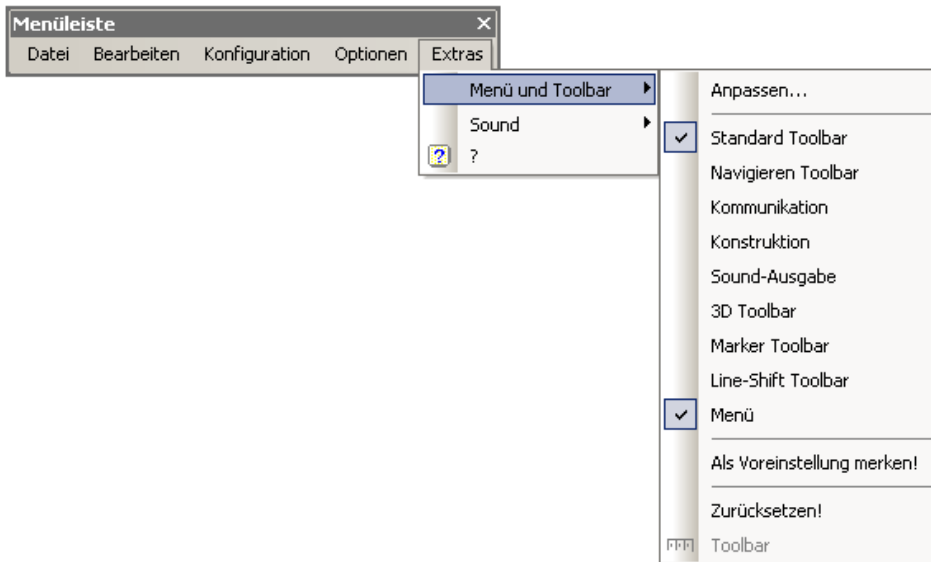 Menüleiste
Datei Bearbeiten Konfiguration Optionen Extras
Menü und Toolbar
Sound
?
Anpassen...
Standard Toolbar
Navigieren Toolbar
Kommunikation
Konstruktion
Sound-Ausgabe
3D Toolbar
Marker Toolbar
Line-Shift Toolbar
Menü
Als Voreinstellung merken!
Zurücksetzen!
Toolbar